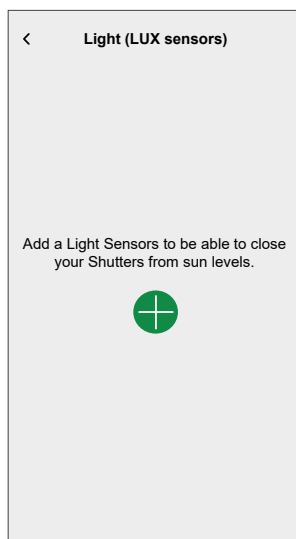 Light (LUX sensors)
Add a Light Sensors to be able to close
your Shutters from sun levels.